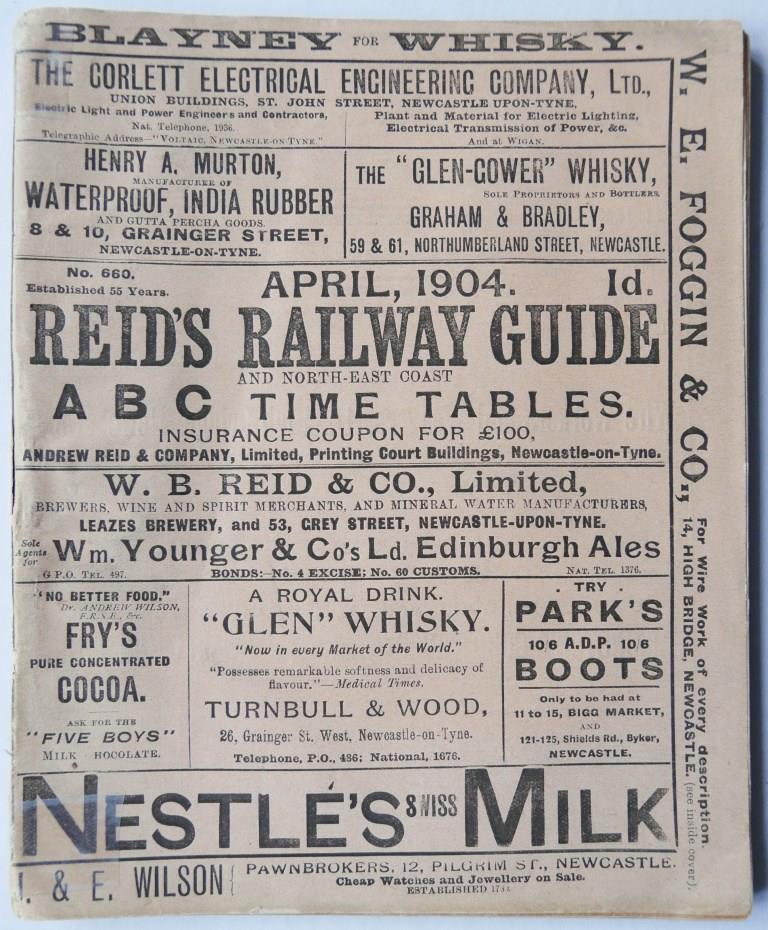 BLAYNEY FOR WHISKY.
THE CORLETT ELECTRICAL ENGINEERING COMPANY, LTD.,
UNION BUILDINGS, ST. JOHN STREET, NEWCASTLE UPON-TYNE,
Electric Light and Power Engineers and Contractors,
Nat. Telephone, 1936.
Telegraphic Address—"VOLTAIC, NEWCASTLE-ON-TYNE."
Plant and Material for Electric Lighting,
Electrical Transmission of Power, &c.
And at WIGAN.
HENRY A. MURTON,
MANUFACTURER OF
WATERPROOF, INDIA RUBBER
AND GUTTA PERCHA GOODS.
8 & 10, GRAINGER STREET,
NEWCASTLE-ON-TYNE.
THE "GLEN-GOWER" WHISKY,
SOLE PROPRIETORS AND BOTTLERS,
GRAHAM & BRADLEY,
59 & 61, NORTHUMBERLAND STREET, NEWCASTLE.
No. 660.
Established 55 Years.
APRIL, 1904.
1d.
REID'S RAILWAY GUIDE
AND NORTH-EAST COAST
A B C TIME TABLES.
INSURANCE COUPON FOR £100,
ANDREW REID & COMPANY, Limited, Printing Court Buildings, Newcastle-on-Tyne.
W. B. REID & CO., Limited,
BREWERS, WINE AND SPIRIT MERCHANTS, AND MINERAL WATER MANUFACTURERS,
LEAZES BREWERY, and 53, GREY STREET, NEWCASTLE-UPON-TYNE.
Sole Agents for Wm. Younger & Co's Ld. Edinburgh Ales
G.P.O. TEL. 497. BONDS:—No. 4 EXCISE; No. 60 CUSTOMS. NAT. TEL. 1376.
"NO BETTER FOOD."
Dr. ANDREW WILSON,
F.R.S.E., &c.
FRY'S
PURE CONCENTRATED
COCOA.
ASK FOR THE
"FIVE BOYS"
MILK HOCOLATE.
A ROYAL DRINK.
"GLEN" WHISKY.
"Now in every Market of the World."
"Possesses remarkable softness and delicacy of
flavour."—Medical Times.
TURNBULL & WOOD,
26, Grainger St. West, Newcastle-on-Tyne.
Telephone, P.O., 486; National, 1676.
TRY
PARK'S
10/6 A.D.P. 10/6
BOOTS
Only to be had at
11 to 15, BIGG MARKET,
AND
121-125, Shields Rd., Byker,
NEWCASTLE.
NESTLÉ'S SWISS MILK
J. & E. WILSON {
PAWNBROKERS, 12, PILGRIM ST., NEWCASTLE.
Cheap Watches and Jewellery on Sale.
ESTABLISHED
W. E. FOGGIN & CO.,
For Wire Work of every description.
14, HIGH BRIDGE, NEWCASTLE. (see inside cover).